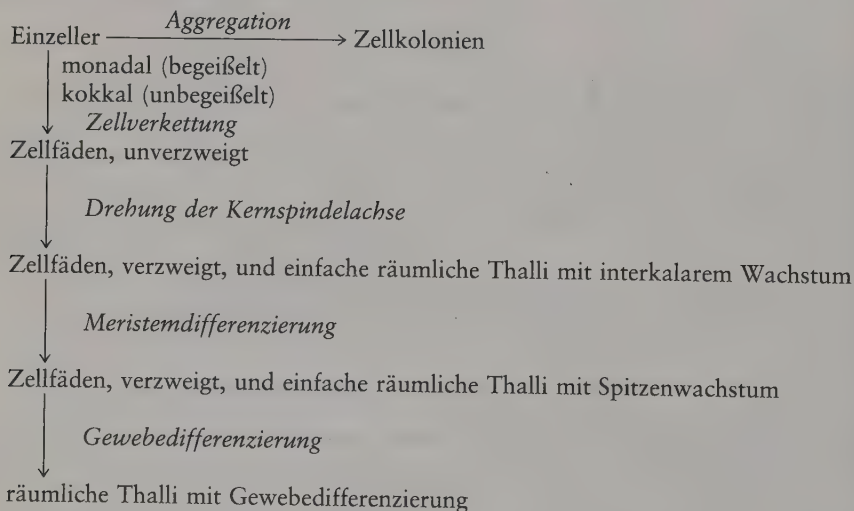 Aggregation
Einzeller Zellkolonien
monadal (begeißelt)
kokkal (unbegeißelt)
Zellverkettung
Zellfäden, unverzweigt
Drehung der Kernspindelachse
Zellfäden, verzweigt, und einfache räumliche Thalli mit interkalarem Wachstum
Meristemdifferenzierung
Zellfäden, verzweigt, und einfache räumliche Thalli mit Spitzenwachstum
Gewebedifferenzierung
räumliche Thalli mit Gewebedifferenzierung